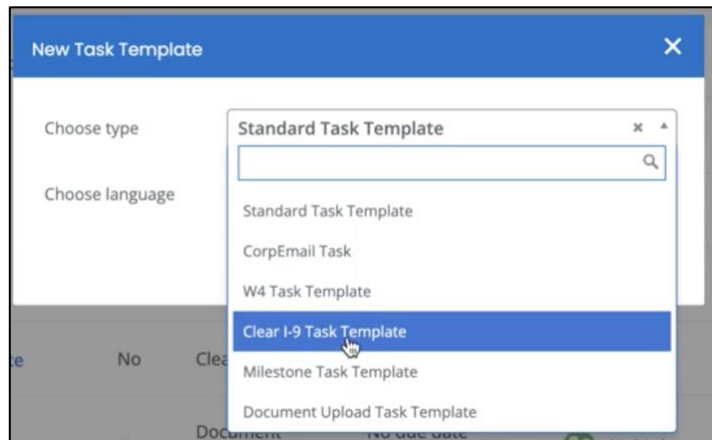 New Task Template
Choose type
Standard Task Template
Choose language
Standard Task Template
CorpEmail Task
W4 Task Template
Clear I-9 Task Template
Milestone Task Template
Document Upload Task Template
No
Document
No due date